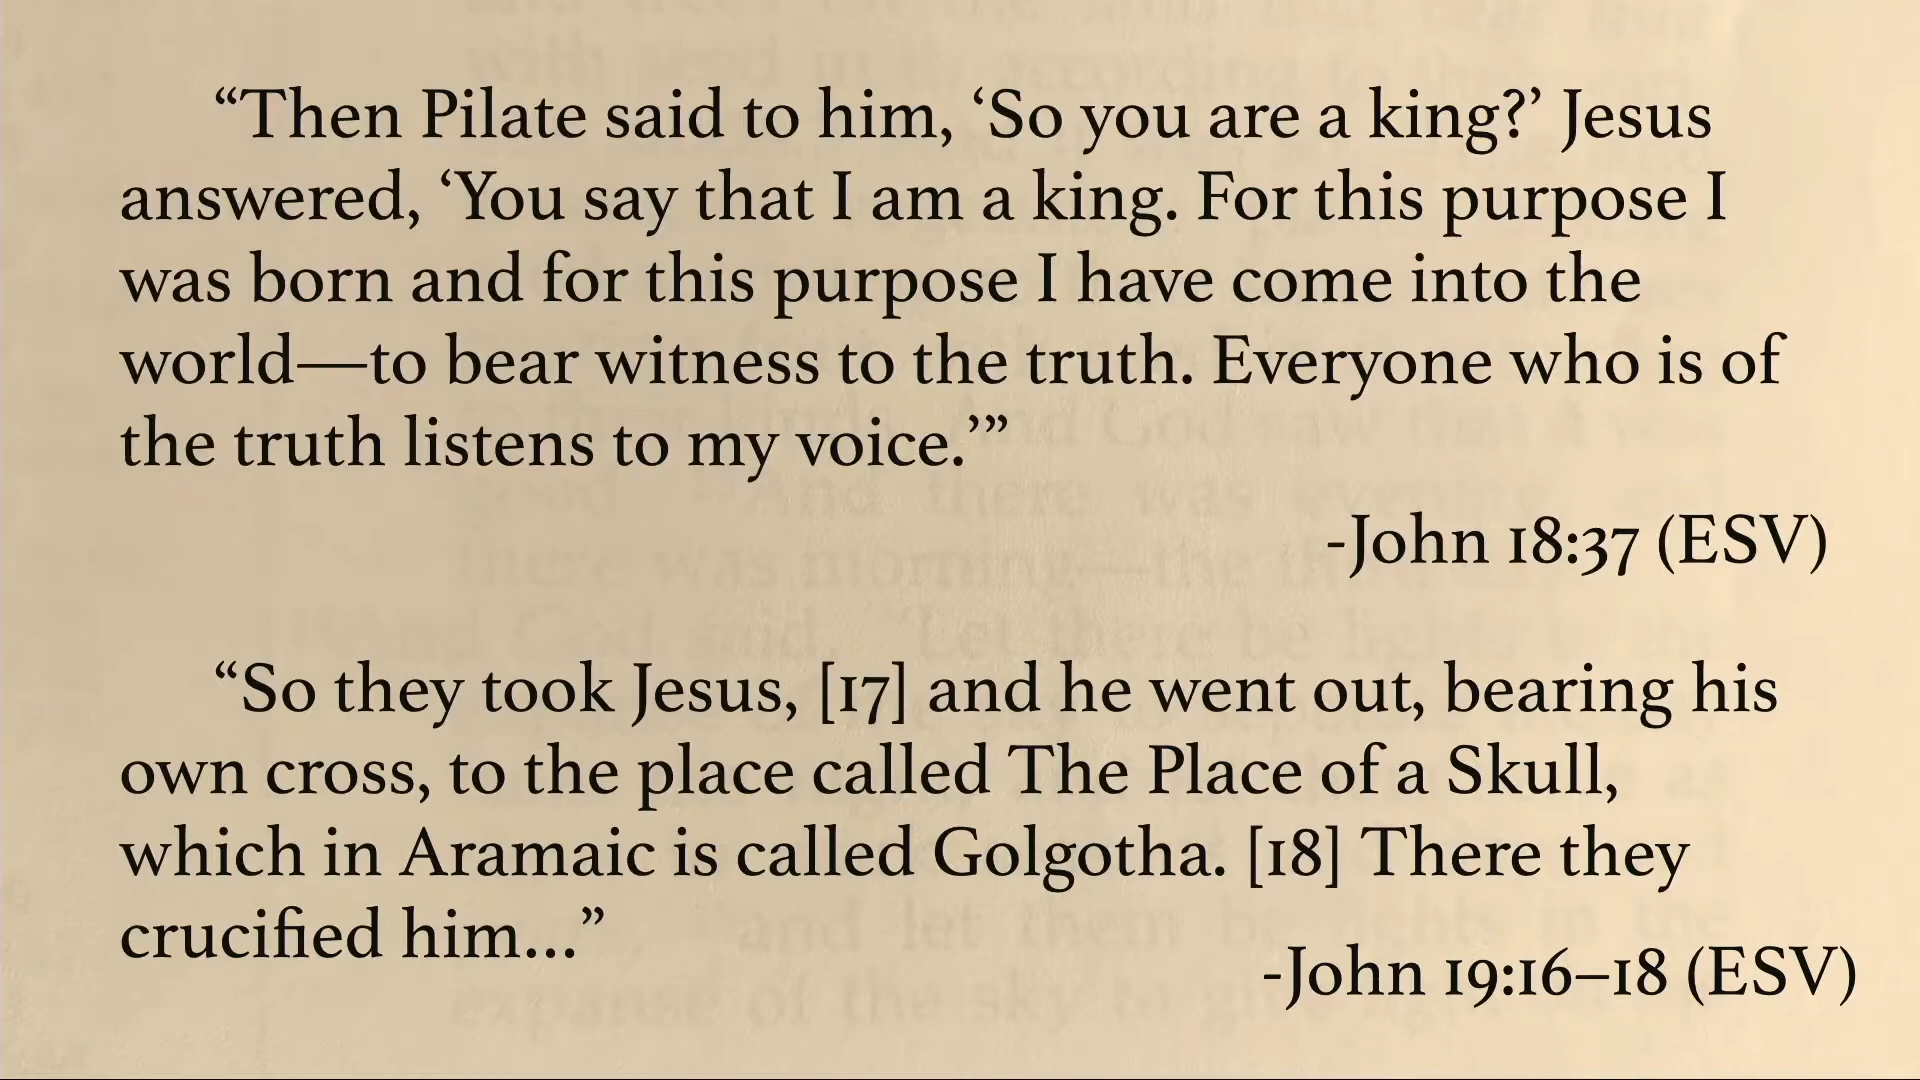 “Then Pilate said to him, ‘So you are a king?’ Jesus
answered, ‘You say that I am a king. For this purpose I
was born and for this purpose I have come into the
world—to bear witness to the truth. Everyone who is of
the truth listens to my voice.’”
-John 18:37 (ESV)
“So they took Jesus, [17] and he went out, bearing his
own cross, to the place called The Place of a Skull,
which in Aramaic is called Golgotha. [18] There they
crucified him...”
-John 19:16–18 (ESV)